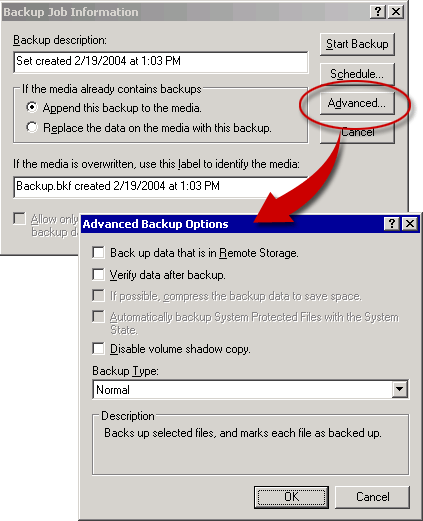 Backup Job Information
Backup description:
Start Backup
Set created 2/19/2004 at 1:03 PM
Schedule...
If the media already contains backups
Append this backup to the media.
Advanced...
Replace the data on the media with this backup.
Cancel
If the media is overwritten, use this label to identify the media:
Backup.bkf created 2/19/2004 at 1:03 PM
Allow only
backup da
Advanced Backup Options
Back up data that is in Remote Storage.
Verify data after backup.
If possible, compress the backup data to save space.
Automatically backup System Protected Files with the System
State.
Disable volume shadow copy.
Backup Type:
Normal
Description
Backs up selected files, and marks each file as backed up.
OK
Cancel